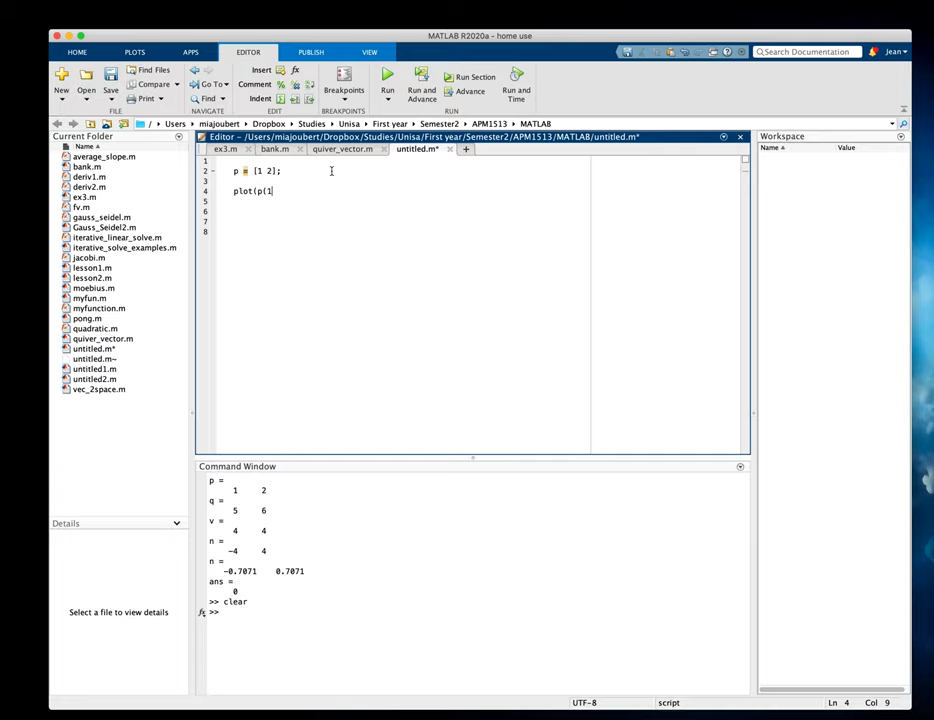 MATLAB R2020a - home use
HOME PLOTS APPS EDITOR PUBLISH VIEW Search Documentation Jean
New Open Save Find Files Compare Print Go To Find Insert fx Comment Indent Breakpoints Run Run and Advance Run Section Advance Run and Time
FILE NAVIGATE EDIT BREAKPOINTS RUN
/ Users miajoubert Dropbox Studies Unisa First year Semester2 APM1513 MATLAB
Current Folder
Name
average_slope.m
bank.m
deriv1.m
deriv2.m
ex3.m
fv.m
gauss_seidel.m
Gauss_Seidel2.m
iterative_linear_solve.m
iterative_solve_examples.m
jacobi.m
lesson1.m
lesson2.m
moebius.m
myfun.m
myfunction.m
pong.m
quadratic.m
quiver_vector.m
untitled.m*
untitled.m~
untitled1.m
untitled2.m
vec_2space.m
Details
Select a file to view details
Editor - /Users/miajoubert/Dropbox/Studies/Unisa/First year/Semester2/APM1513/MATLAB/untitled.m*
ex3.m bank.m quiver_vector.m untitled.m* +
1
2 - p = [1 2];
3
4 plot(p(1
5
6
7
8
Command Window
p =
1 2
q =
5 6
v =
4 4
n =
-4 4
n =
-0.7071 0.7071
ans =
0
>> clear
fx >>
Workspace
Name Value
UTF-8 script Ln 4 Col 9